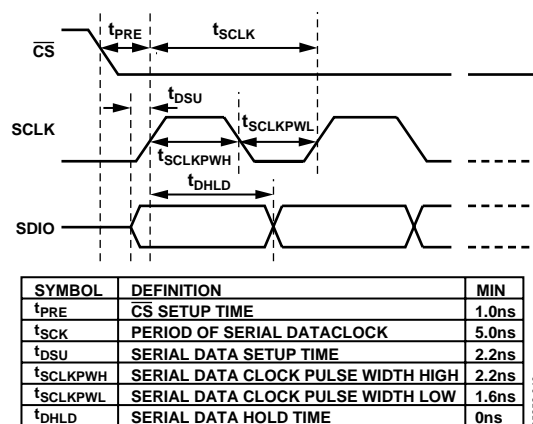 tPRE
tSCLK
CS
tDSU
SCLK
tSCLKPWL
tSCLKPWH
tDHLD
SDIO
SYMBOL DEFINITION MIN
tPRE CS SETUP TIME 1.0ns
tSCK PERIOD OF SERIAL DATACLOCK 5.0ns
tDSU SERIAL DATA SETUP TIME 2.2ns
tSCLKPWH SERIAL DATA CLOCK PULSE WIDTH HIGH 2.2ns
tSCLKPWL SERIAL DATA CLOCK PULSE WIDTH LOW 1.6ns
tDHLD SERIAL DATA HOLD TIME 0ns